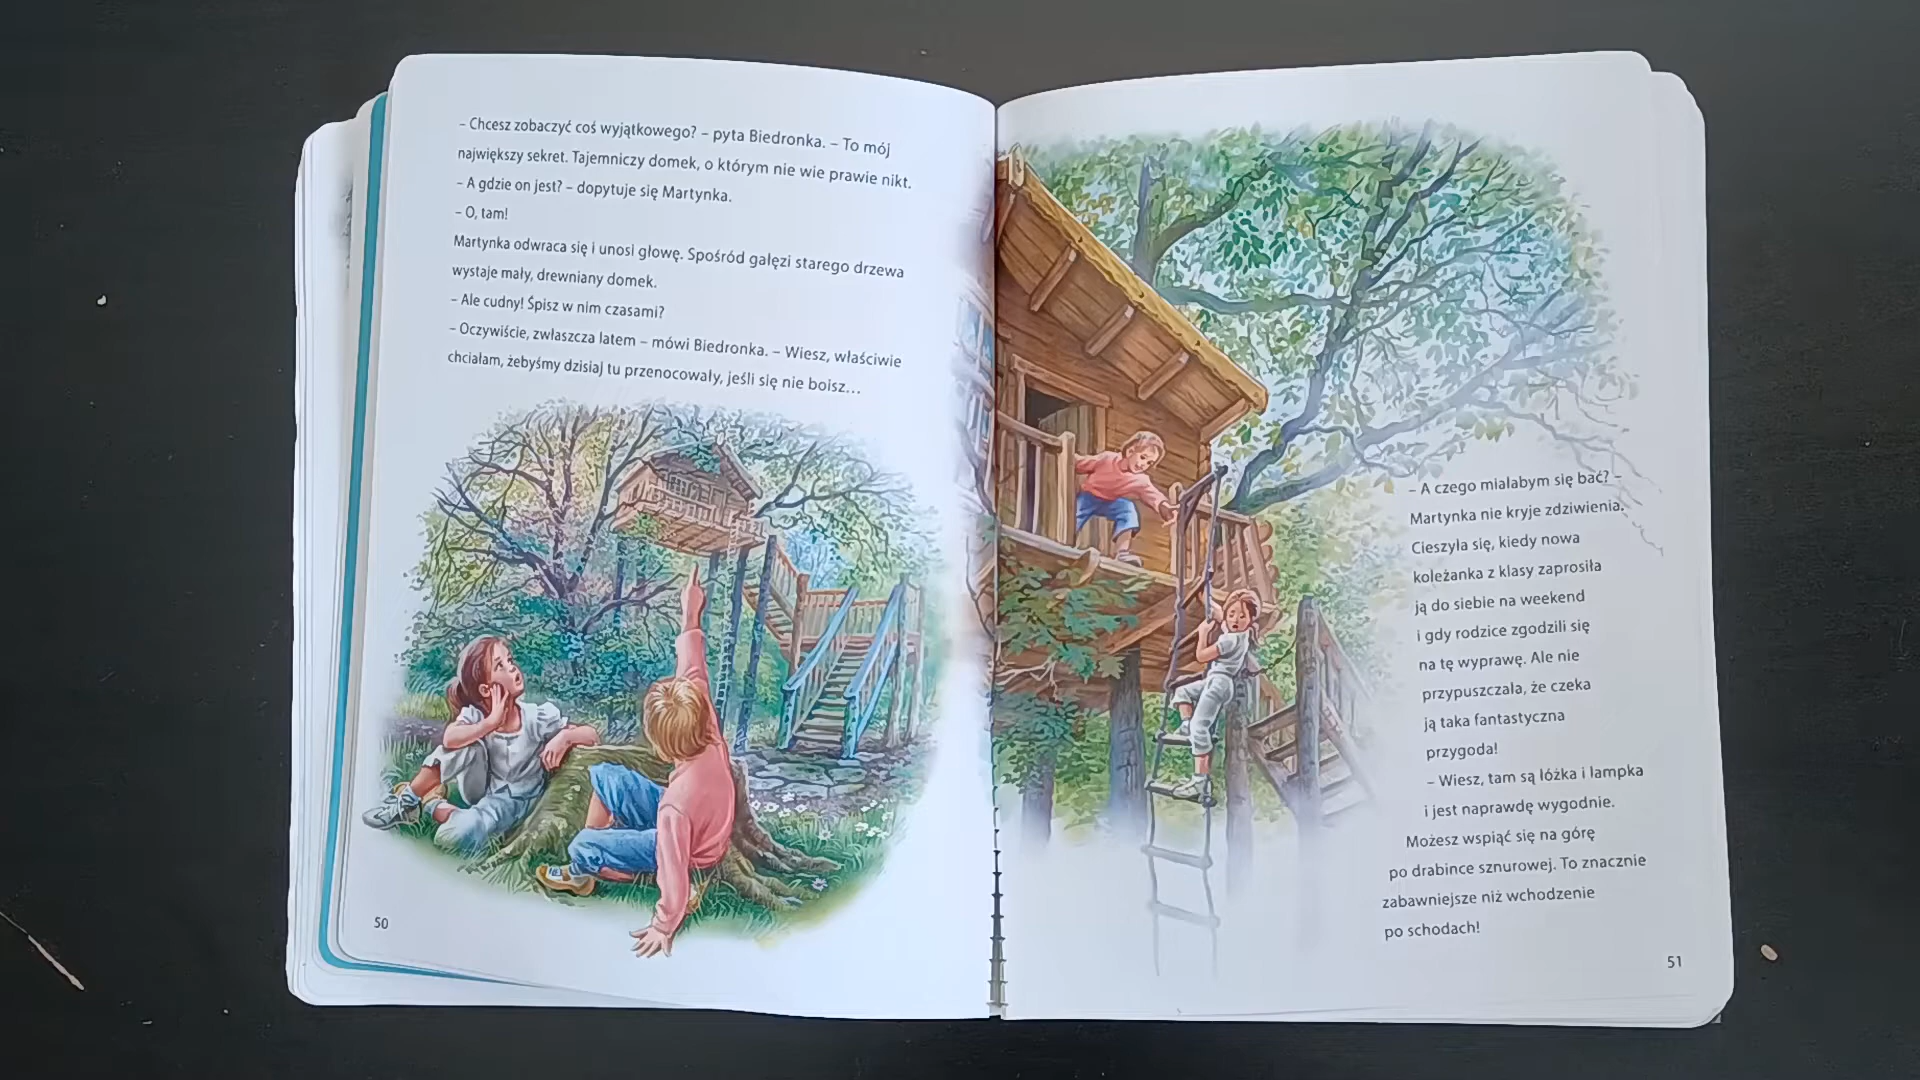 – Chcesz zobaczyć coś wyjątkowego? – pyta Biedronka. – To mój
największy sekret. Tajemniczy domek, o którym nie wie prawie nikt.
– A gdzie on jest? – dopytuje się Martynka.
– O, tam!
Martynka odwraca się i unosi głowę. Spośród gałęzi starego drzewa
wystaje mały, drewniany domek.
– Ale cudny! Śpisz w nim czasami?
– Oczywiście, zwłaszcza latem – mówi Biedronka. – Wiesz, właściwie
chciałam, żebyśmy dzisiaj tu przenocowały, jeśli się nie boisz...
50
– A czego miałabym się bać? –
Martynka nie kryje zdziwienia.
Cieszyła się, kiedy nowa
koleżanka z klasy zaprosiła
ją do siebie na weekend
i gdy rodzice zgodzili się
na tę wyprawę. Ale nie
przypuszczała, że czeka
ją taka fantastyczna
przygoda!
– Wiesz, tam są łóżka i lampka
i jest naprawdę wygodnie.
Możesz wspiąć się na górę
po drabince sznurowej. To znacznie
zabawniejsze niż wchodzenie
po schodach!
51